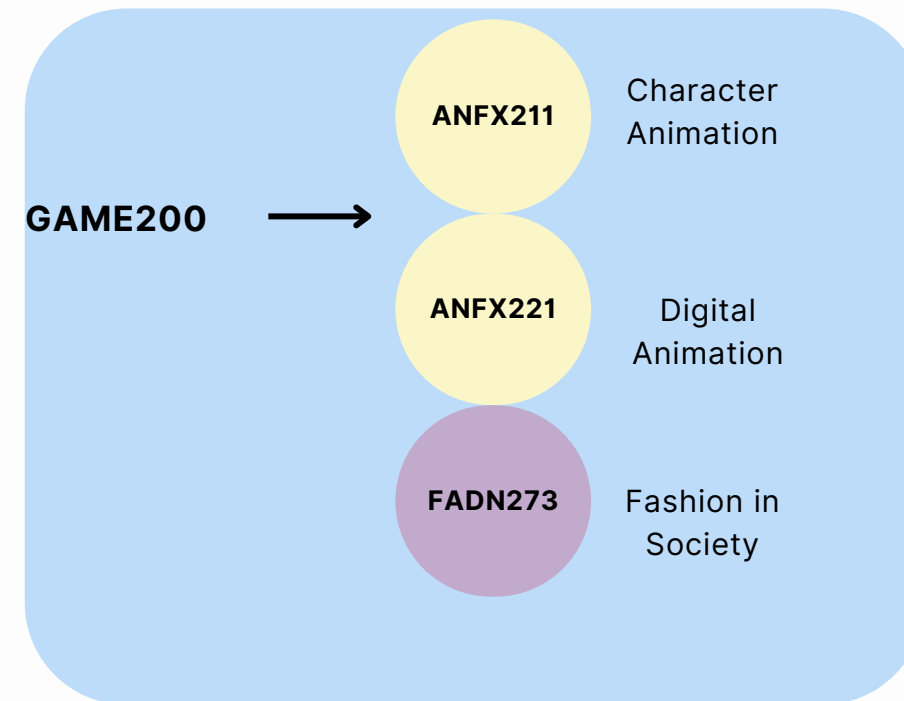 ANFX211
Character
Animation
GAME200
ANFX221
Digital
Animation
FADN273
Fashion in
Society